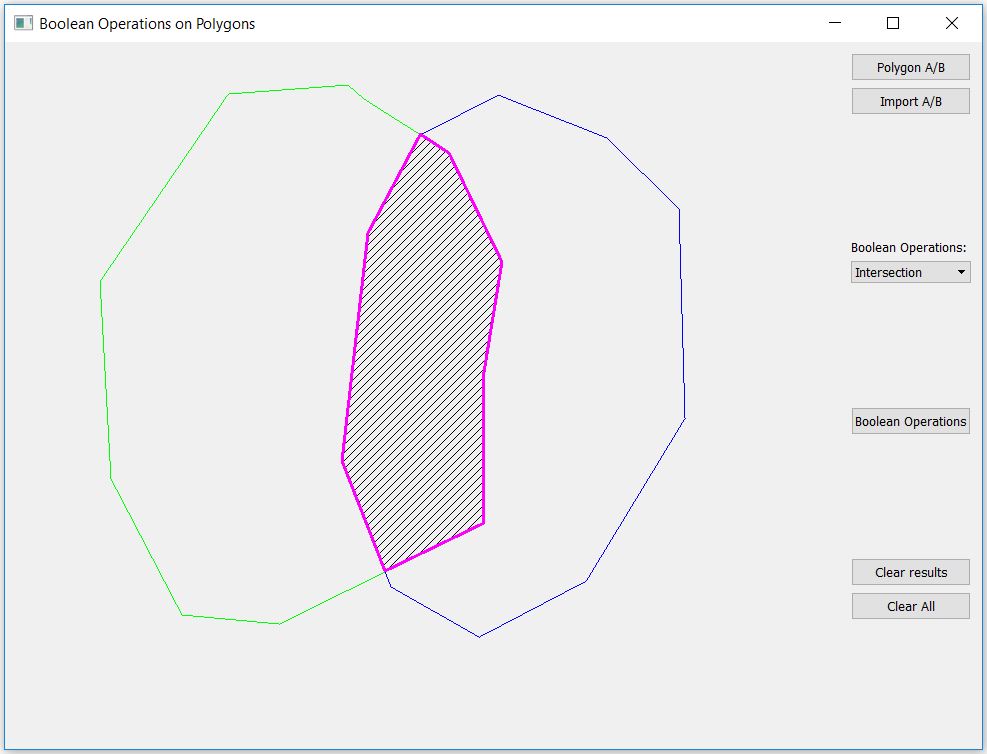 Boolean Operations on Polygons
Polygon A/B
Import A/B
Boolean Operations:
Intersection
Boolean Operations
Clear results
Clear All